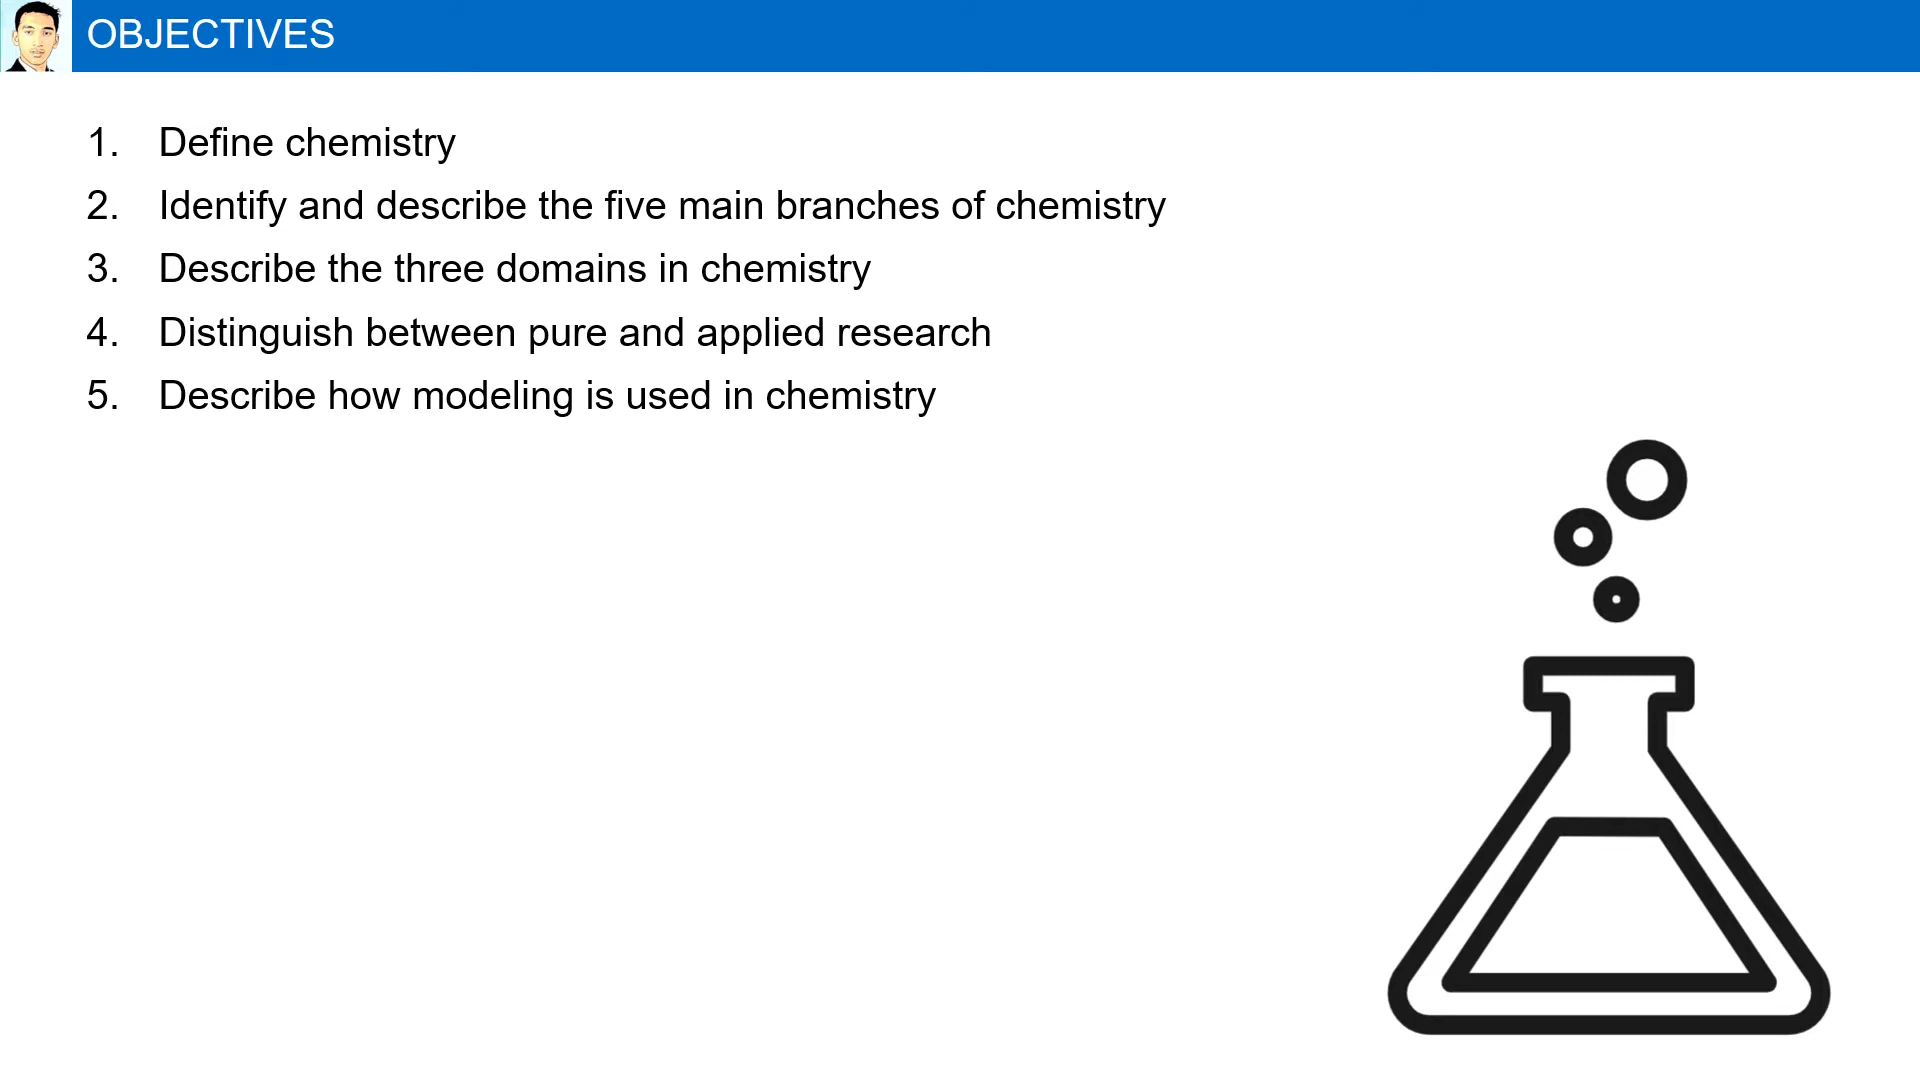 OBJECTIVES
1. Define chemistry
2. Identify and describe the five main branches of chemistry
3. Describe the three domains in chemistry
4. Distinguish between pure and applied research
5. Describe how modeling is used in chemistry